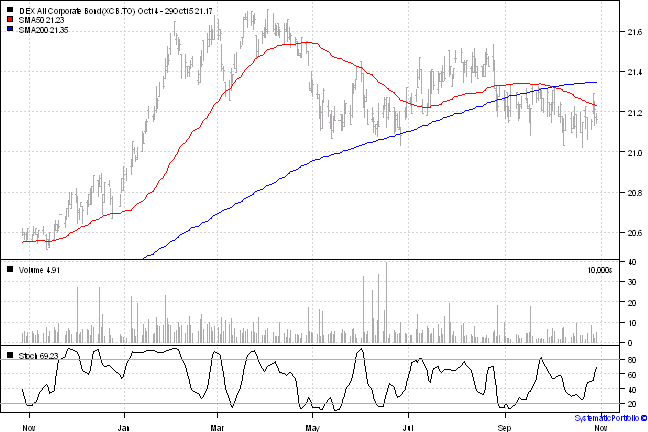 DEX All Corporate Bond(XCB.TO) Oct14 - 29Oct15 21.17
SMA50 21.23
SMA200 21.35
21.6
21.4
21.2
21.0
20.8
20.6
Volume 4.91
10,000s
40
30
20
10
0
Stoch 69.23
80
60
40
20
Nov Jan Mar May Jul Sep Nov
SystematicPortfolio ©